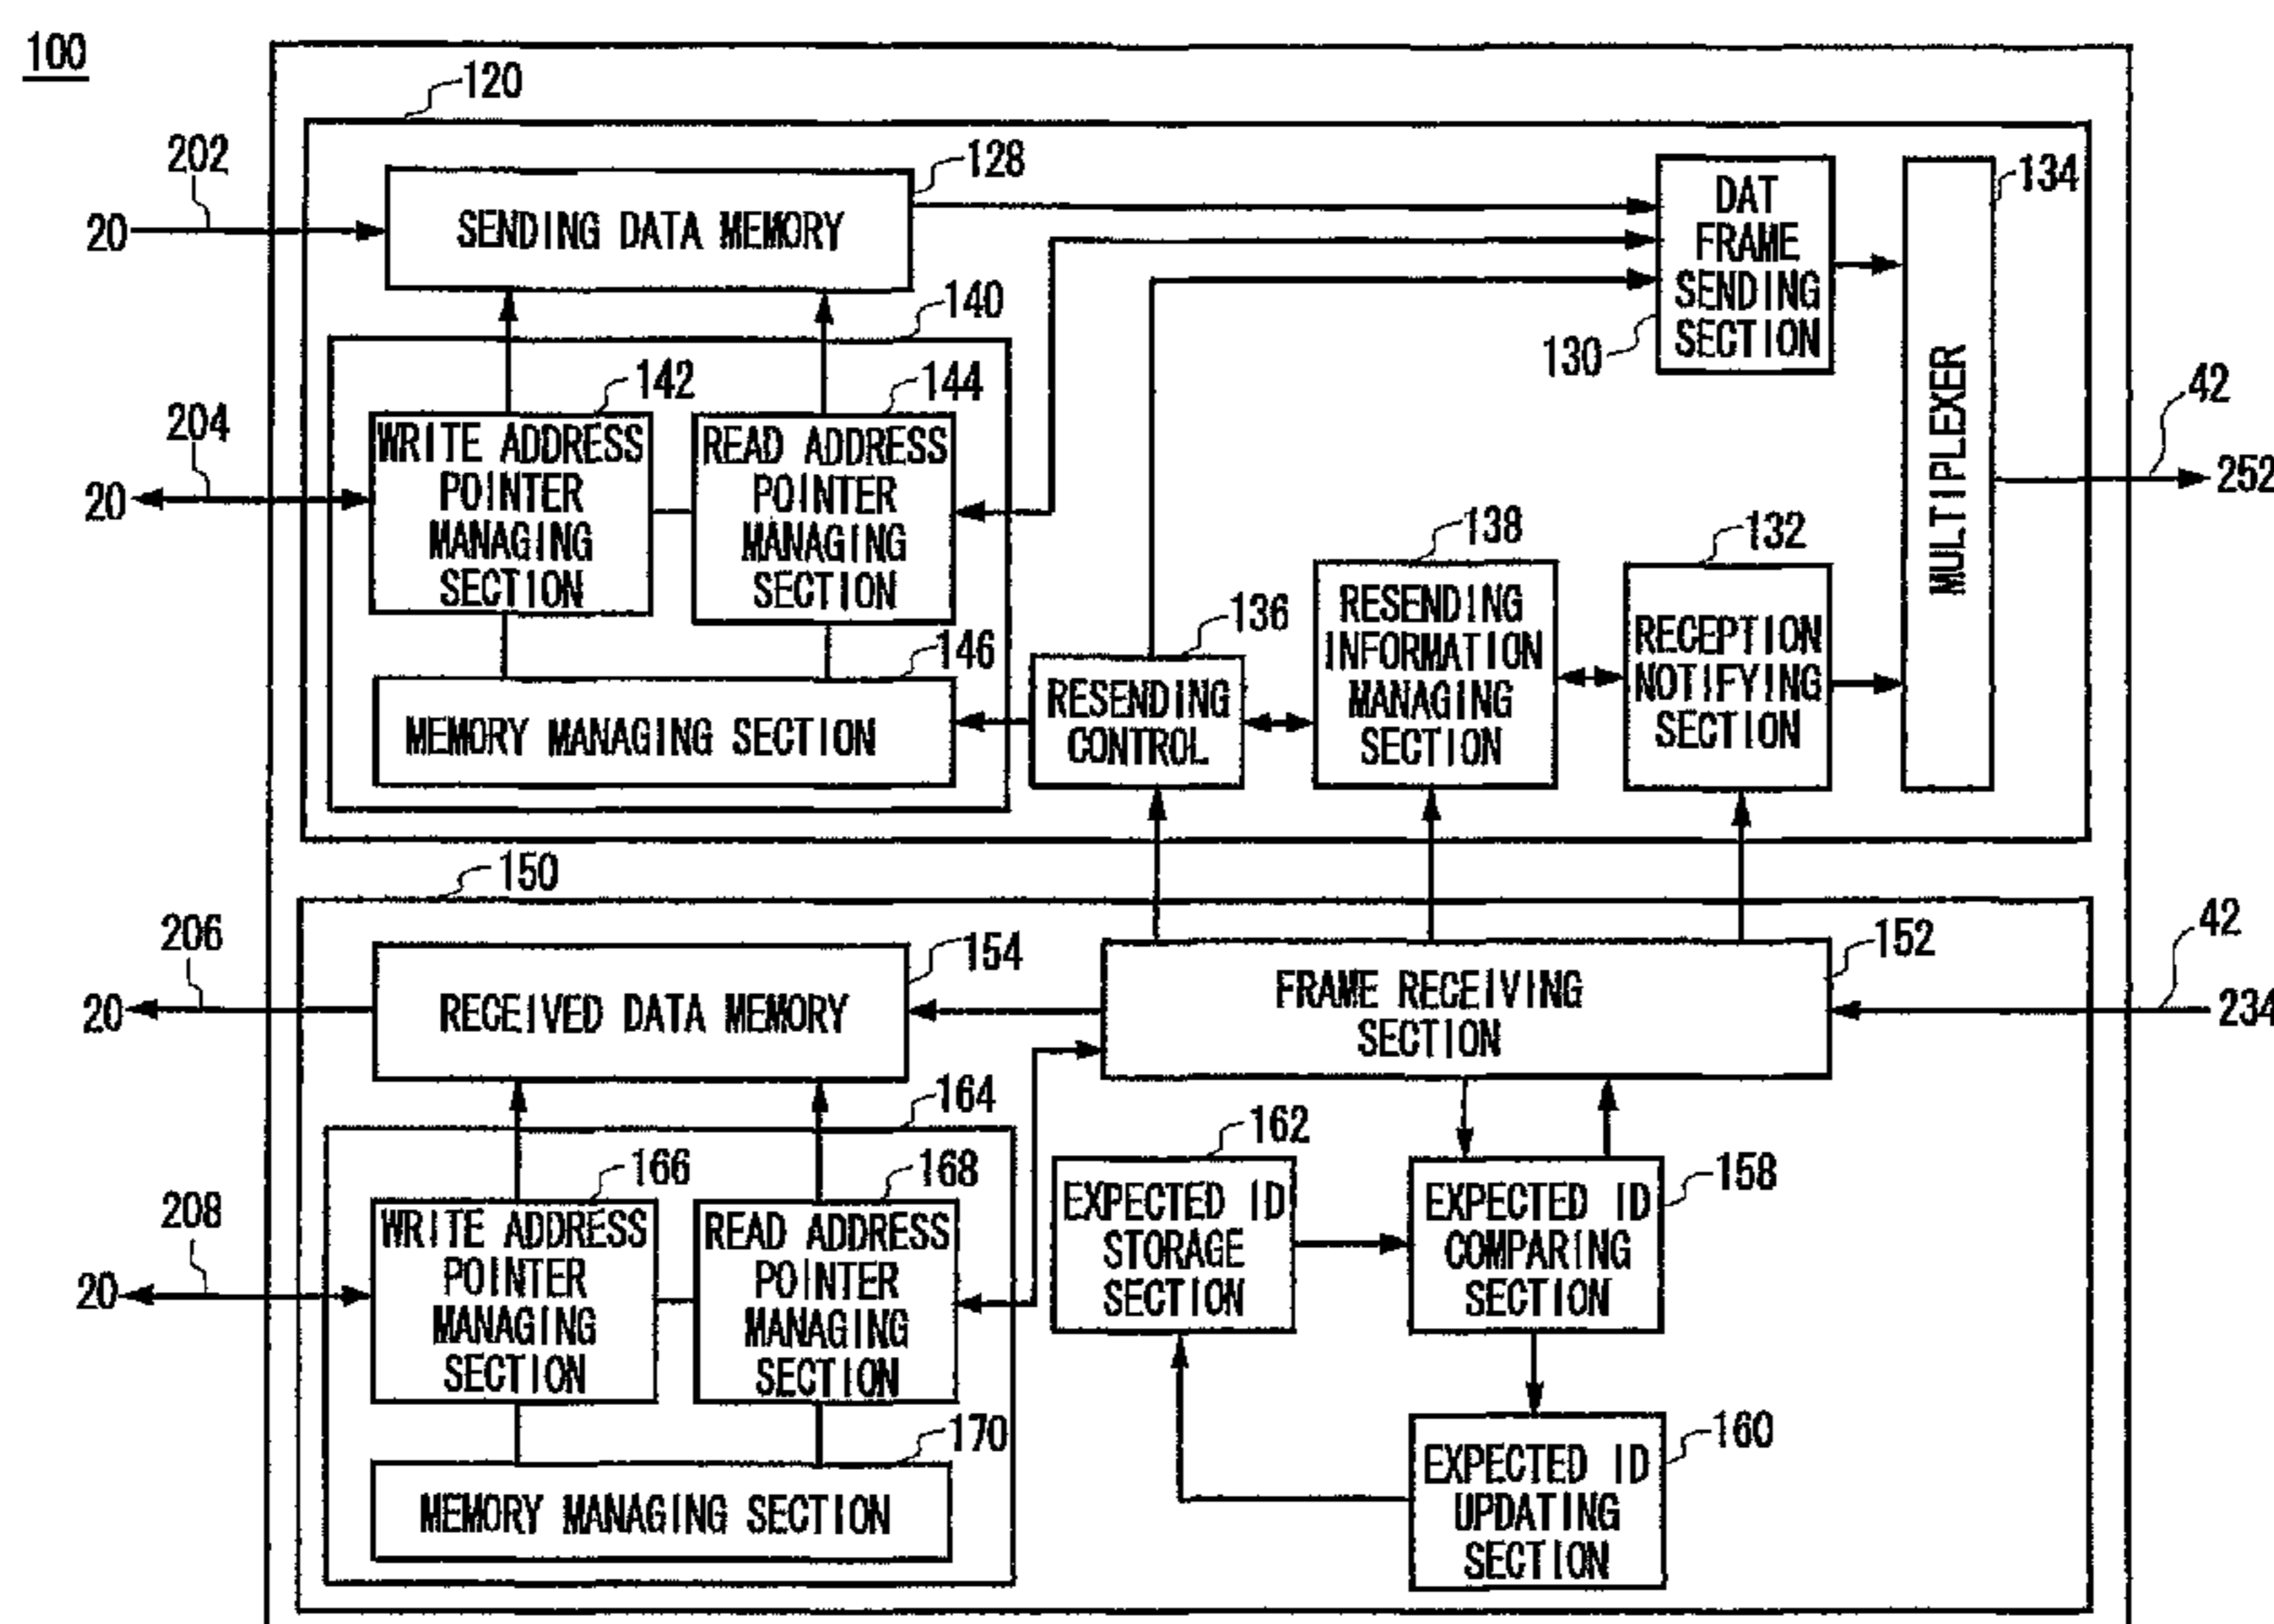 100
120
202
20
128
SENDING DATA MEMORY
DAT
FRAME
SENDING
SECTION
130
134
MULTIPLEXER
140
142
144
204
20
WRITE ADDRESS
POINTER
MANAGING
SECTION
READ ADDRESS
POINTER
MANAGING
SECTION
42
252
146
MEMORY MANAGING SECTION
136
RESENDING
CONTROL
138
RESENDING
INFORMATION
MANAGING
SECTION
132
RECEPTION
NOTIFYING
SECTION
150
206
20
154
RECEIVED DATA MEMORY
152
FRAME RECEIVING
SECTION
42
234
164
166
168
208
20
WRITE ADDRESS
POINTER
MANAGING
SECTION
READ ADDRESS
POINTER
MANAGING
SECTION
162
EXPECTED ID
STORAGE
SECTION
158
EXPECTED ID
COMPARING
SECTION
170
MEMORY MANAGING SECTION
160
EXPECTED ID
UPDATING
SECTION